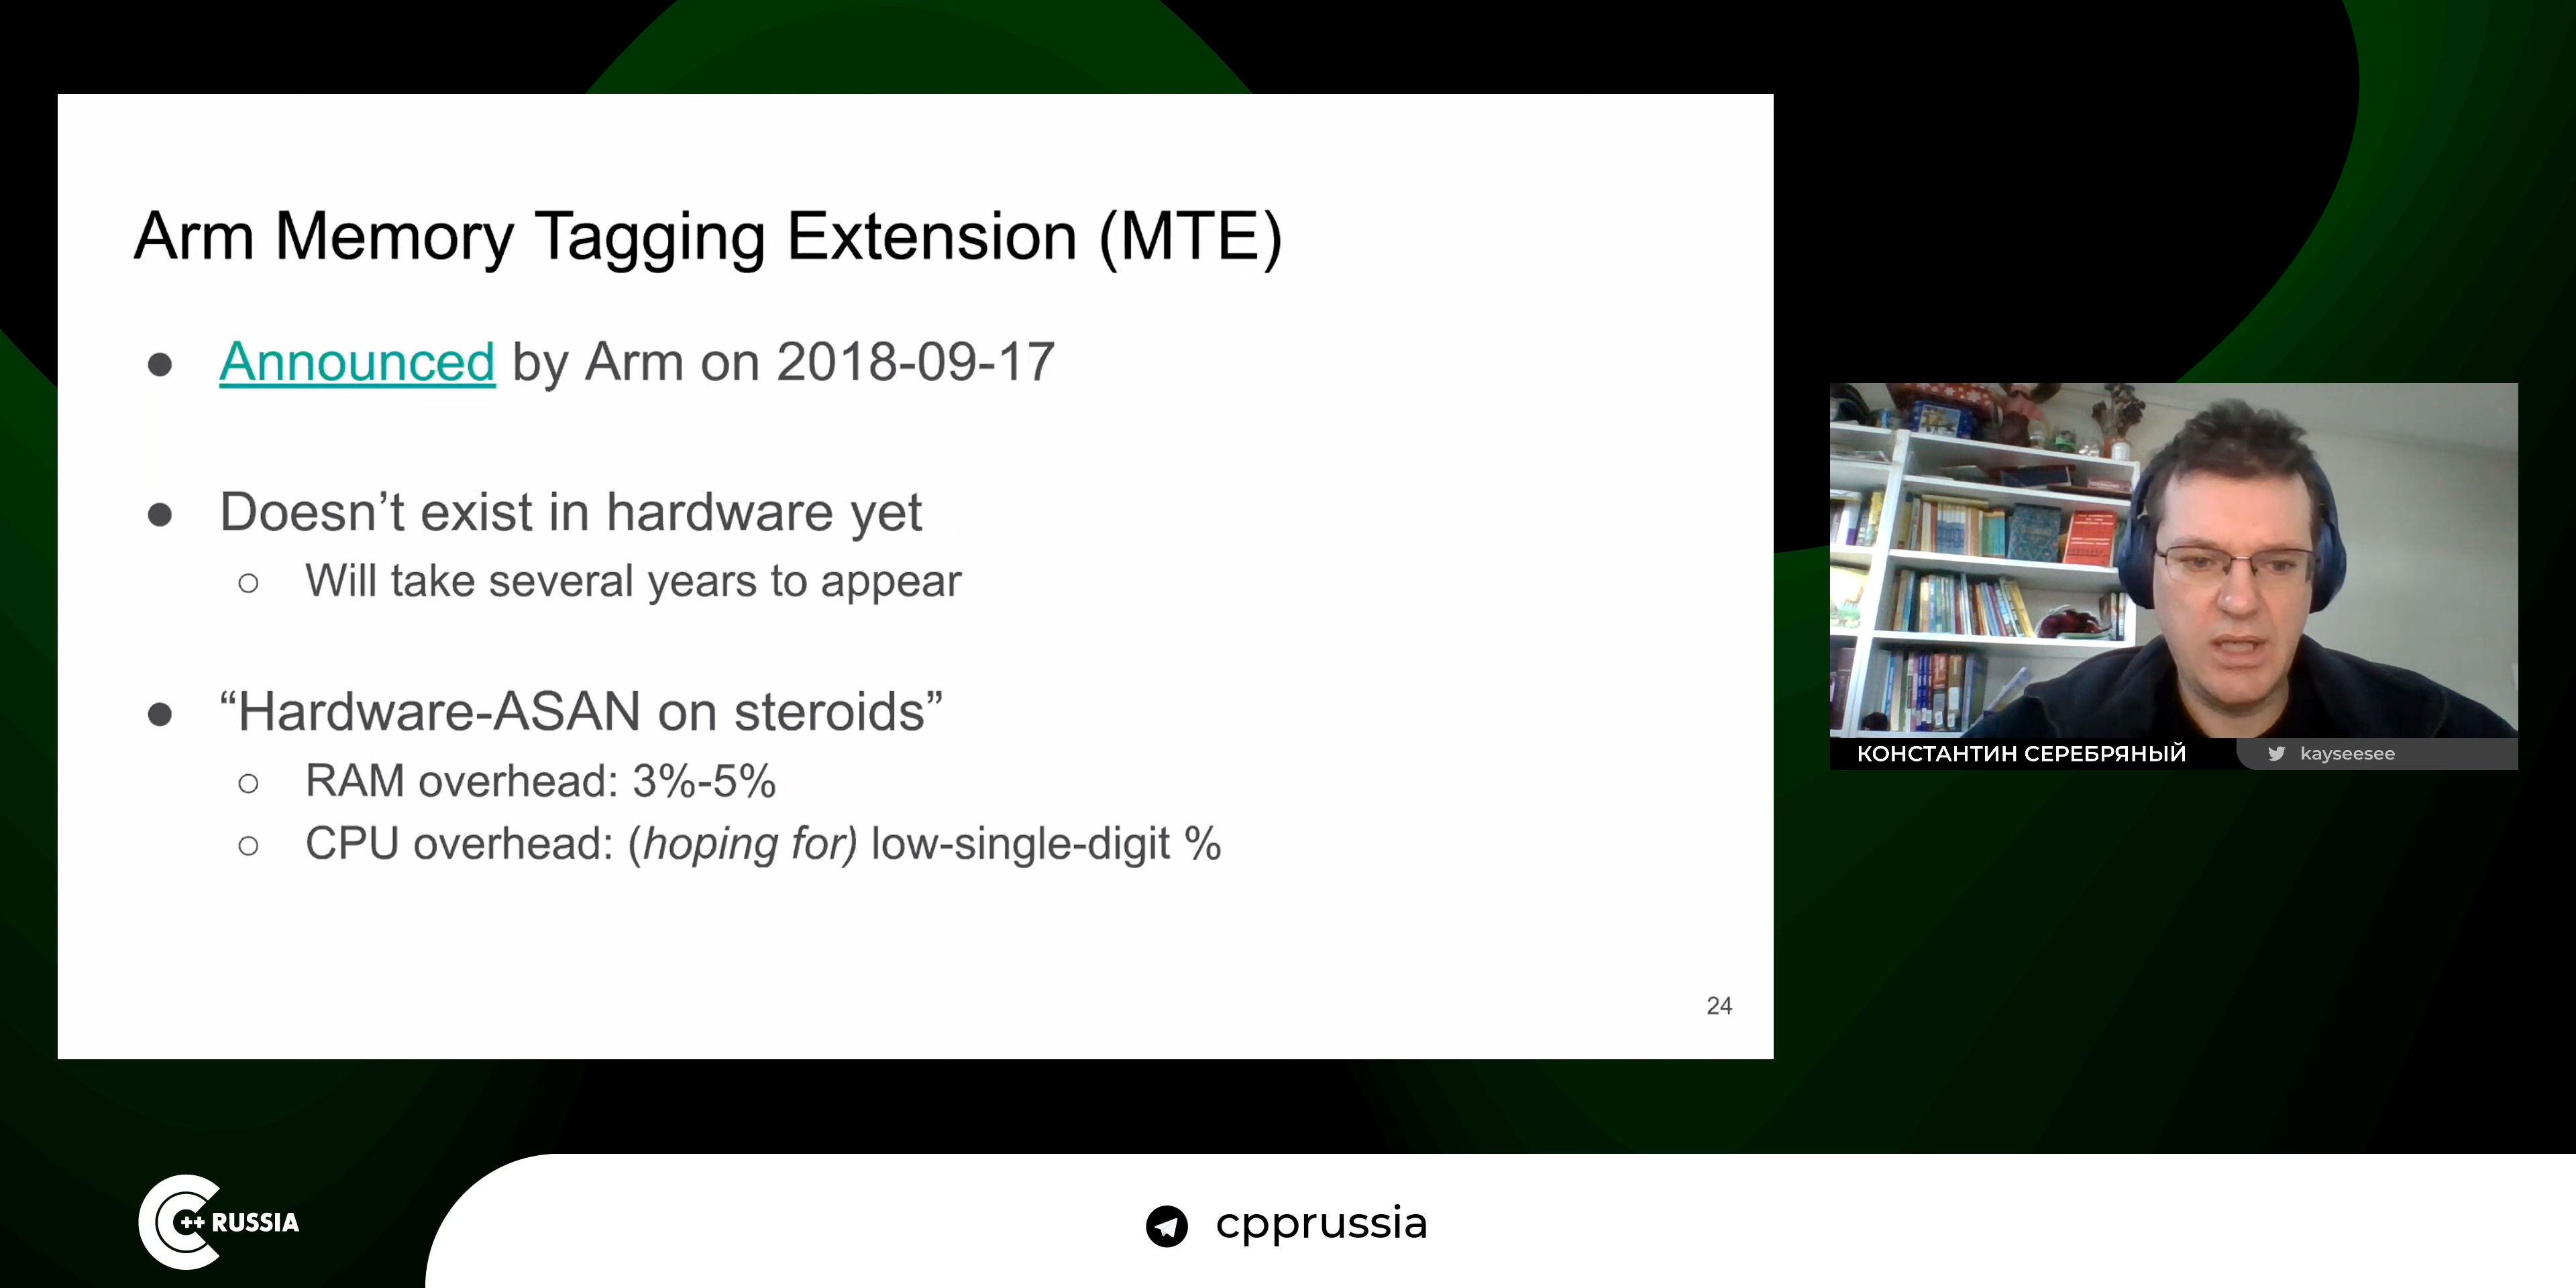 Arm Memory Tagging Extension (MTE)
● Announced by Arm on 2018-09-17
● Doesn’t exist in hardware yet
○ Will take several years to appear
● “Hardware-ASAN on steroids”
○ RAM overhead: 3%-5%
○ CPU overhead: (hoping for) low-single-digit %
24
КОНСТАНТИН СЕРЕБРЯНЫЙ
kayseesee
C++ RUSSIA
cpprussia